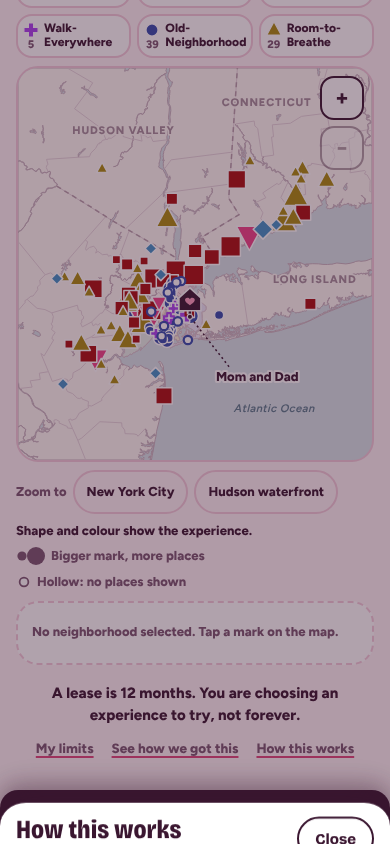 Walk-
Everywhere
5
Old-
Neighborhood
39
Room-to-
Breathe
29
CONNECTICUT
+
HUDSON VALLEY
−
LONG ISLAND
Mom and Dad
Atlantic Ocean
Zoom to
New York City
Hudson waterfront
Shape and colour show the experience.
Bigger mark, more places
Hollow: no places shown
No neighborhood selected. Tap a mark on the map.
A lease is 12 months. You are choosing an
experience to try, not forever.
My limits
See how we got this
How this works
How this works
Close